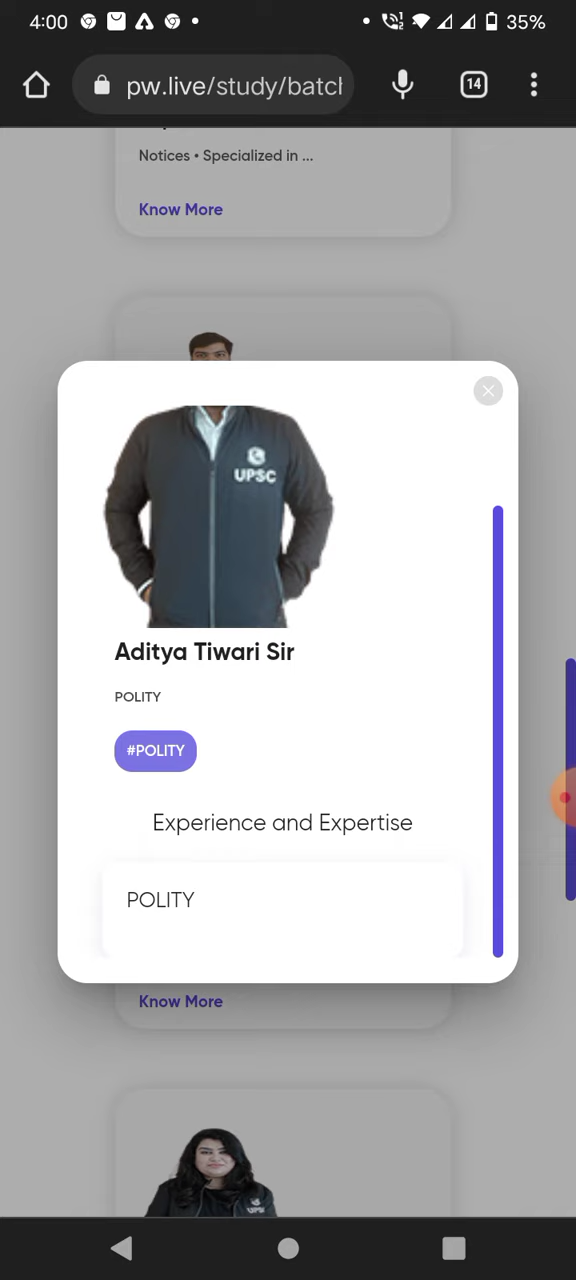 4:00
35%
pw.live/study/batch
14
Notices • Specialized in ...
Know More
UPSC
Aditya Tiwari Sir
POLITY
#POLITY
Experience and Expertise
POLITY
Know More
UPSC